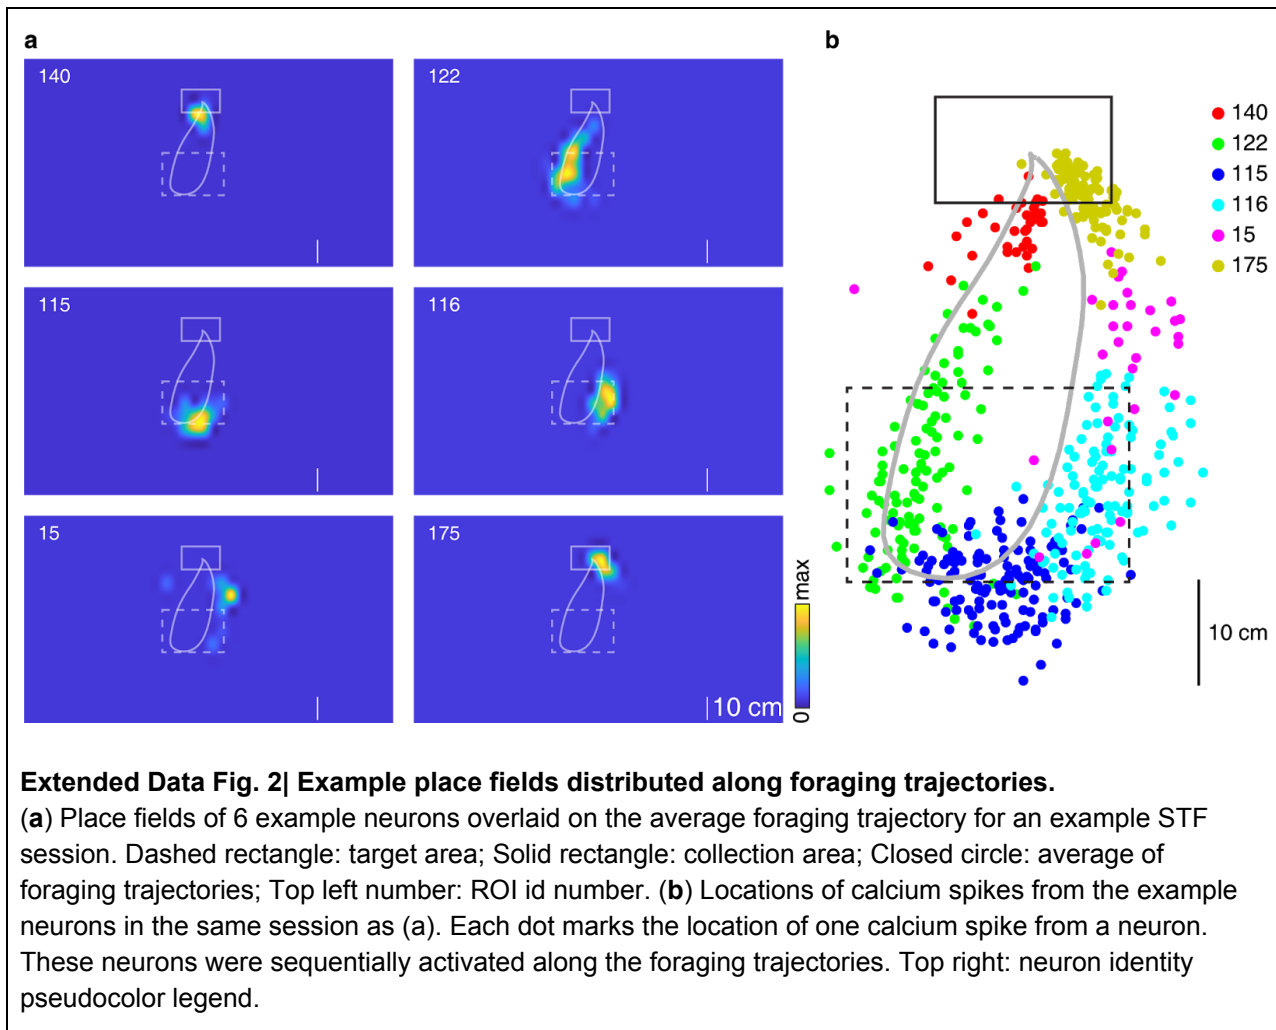 a
b
140
122
115
116
15
175
10 cm
0
max
140
122
115
116
15
175
10 cm
Extended Data Fig. 2| Example place fields distributed along foraging trajectories.
(a) Place fields of 6 example neurons overlaid on the average foraging trajectory for an example STF
session. Dashed rectangle: target area; Solid rectangle: collection area; Closed circle: average of
foraging trajectories; Top left number: ROI id number. (b) Locations of calcium spikes from the example
neurons in the same session as (a). Each dot marks the location of one calcium spike from a neuron.
These neurons were sequentially activated along the foraging trajectories. Top right: neuron identity
pseudocolor legend.